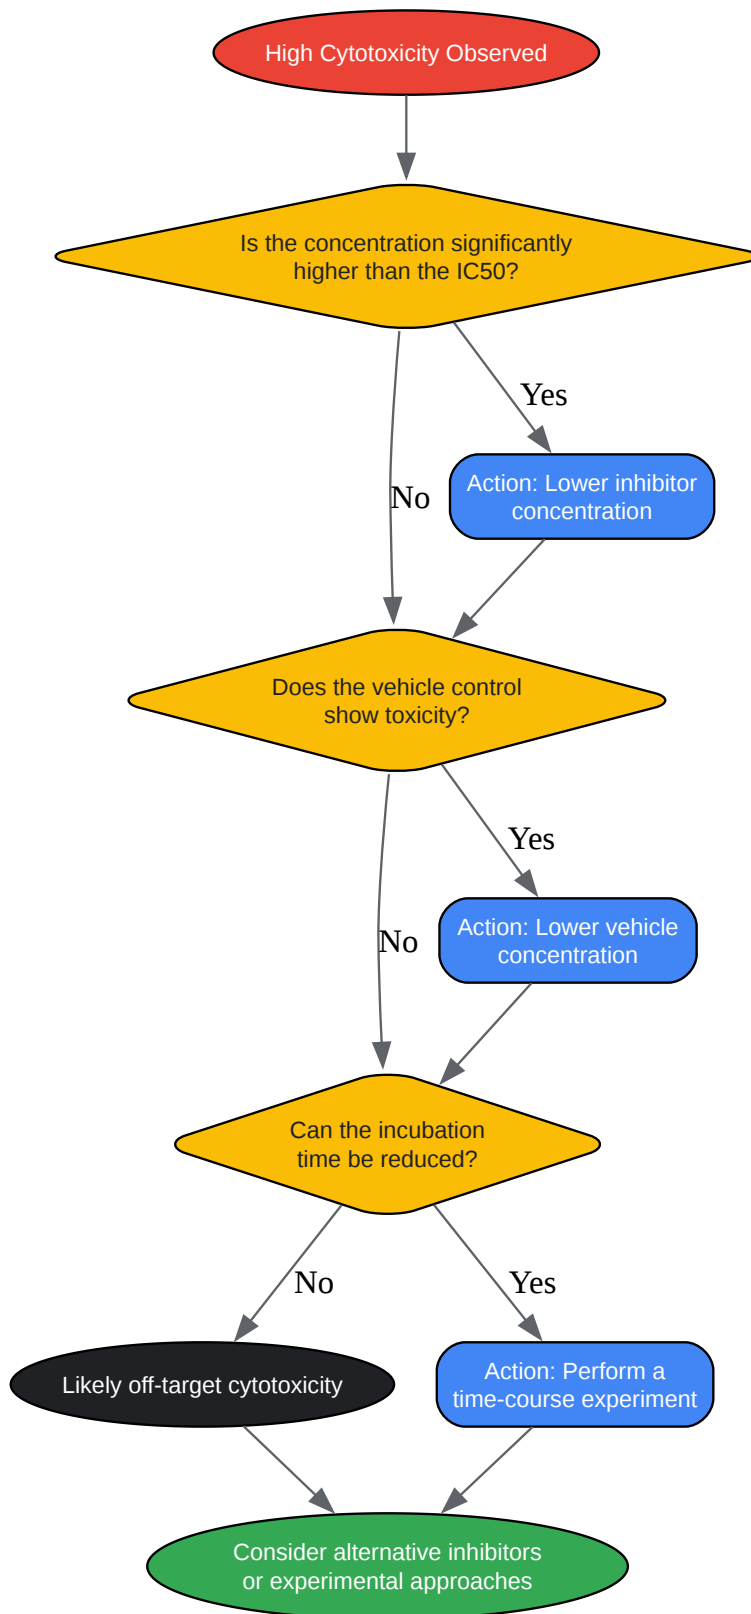 High Cytotoxicity Observed
Is the concentration significantly
higher than the IC50?
Yes
Action: Lower inhibitor
concentration
No
Does the vehicle control
show toxicity?
Yes
Action: Lower vehicle
concentration
No
Can the incubation
time be reduced?
No
Yes
Likely off-target cytotoxicity
Action: Perform a
time-course experiment
Consider alternative inhibitors
or experimental approaches